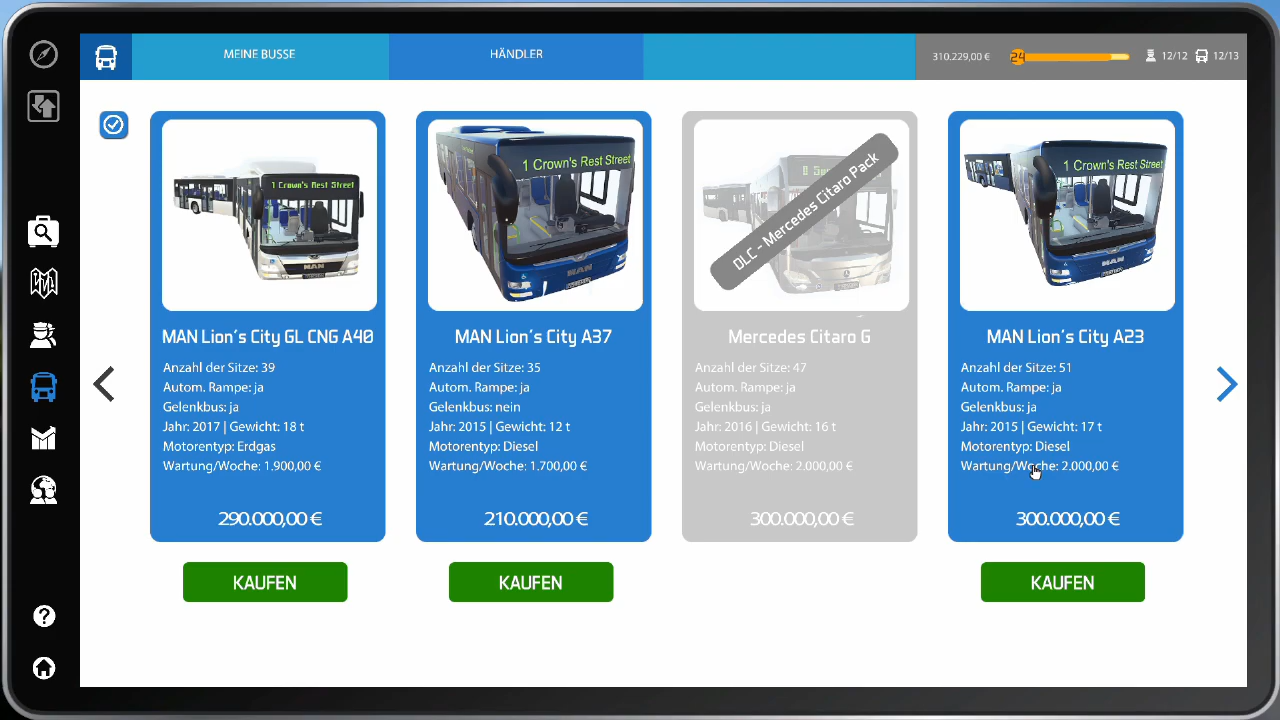 MEINE BUSSE
HÄNDLER
310.229,00 €
24
12/12
12/13
1 Crown's Rest Street
MAN
MAN Lion´s City GL CNG A40
Anzahl der Sitze: 39
Autom. Rampe: ja
Gelenkbus: ja
Jahr: 2017 | Gewicht: 18 t
Motorentyp: Erdgas
Wartung/Woche: 1.900,00 €
290.000,00 €
KAUFEN
1 Crown's Rest Street
MAN
MAN Lion´s City A37
Anzahl der Sitze: 35
Autom. Rampe: ja
Gelenkbus: nein
Jahr: 2015 | Gewicht: 12 t
Motorentyp: Diesel
Wartung/Woche: 1.700,00 €
210.000,00 €
KAUFEN
DLC - Mercedes Citaro Pack
Mercedes Citaro G
Anzahl der Sitze: 47
Autom. Rampe: ja
Gelenkbus: ja
Jahr: 2016 | Gewicht: 16 t
Motorentyp: Diesel
Wartung/Woche: 2.000,00 €
300.000,00 €
1 Crown's Rest Street
MAN
MAN Lion´s City A23
Anzahl der Sitze: 51
Autom. Rampe: ja
Gelenkbus: ja
Jahr: 2015 | Gewicht: 17 t
Motorentyp: Diesel
Wartung/Woche: 2.000,00 €
300.000,00 €
KAUFEN